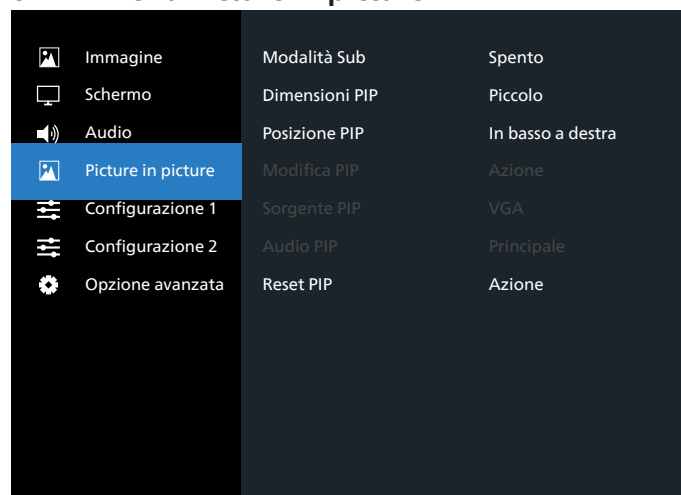 Immagine Modalità Sub Spento
Schermo Dimensioni PIP Piccolo
Audio Posizione PIP In basso a destra
Picture in picture Modifica PIP Azione
Configurazione 1 Sorgente PIP VGA
Configurazione 2 Audio PIP Principale
Opzione avanzata Reset PIP Azione